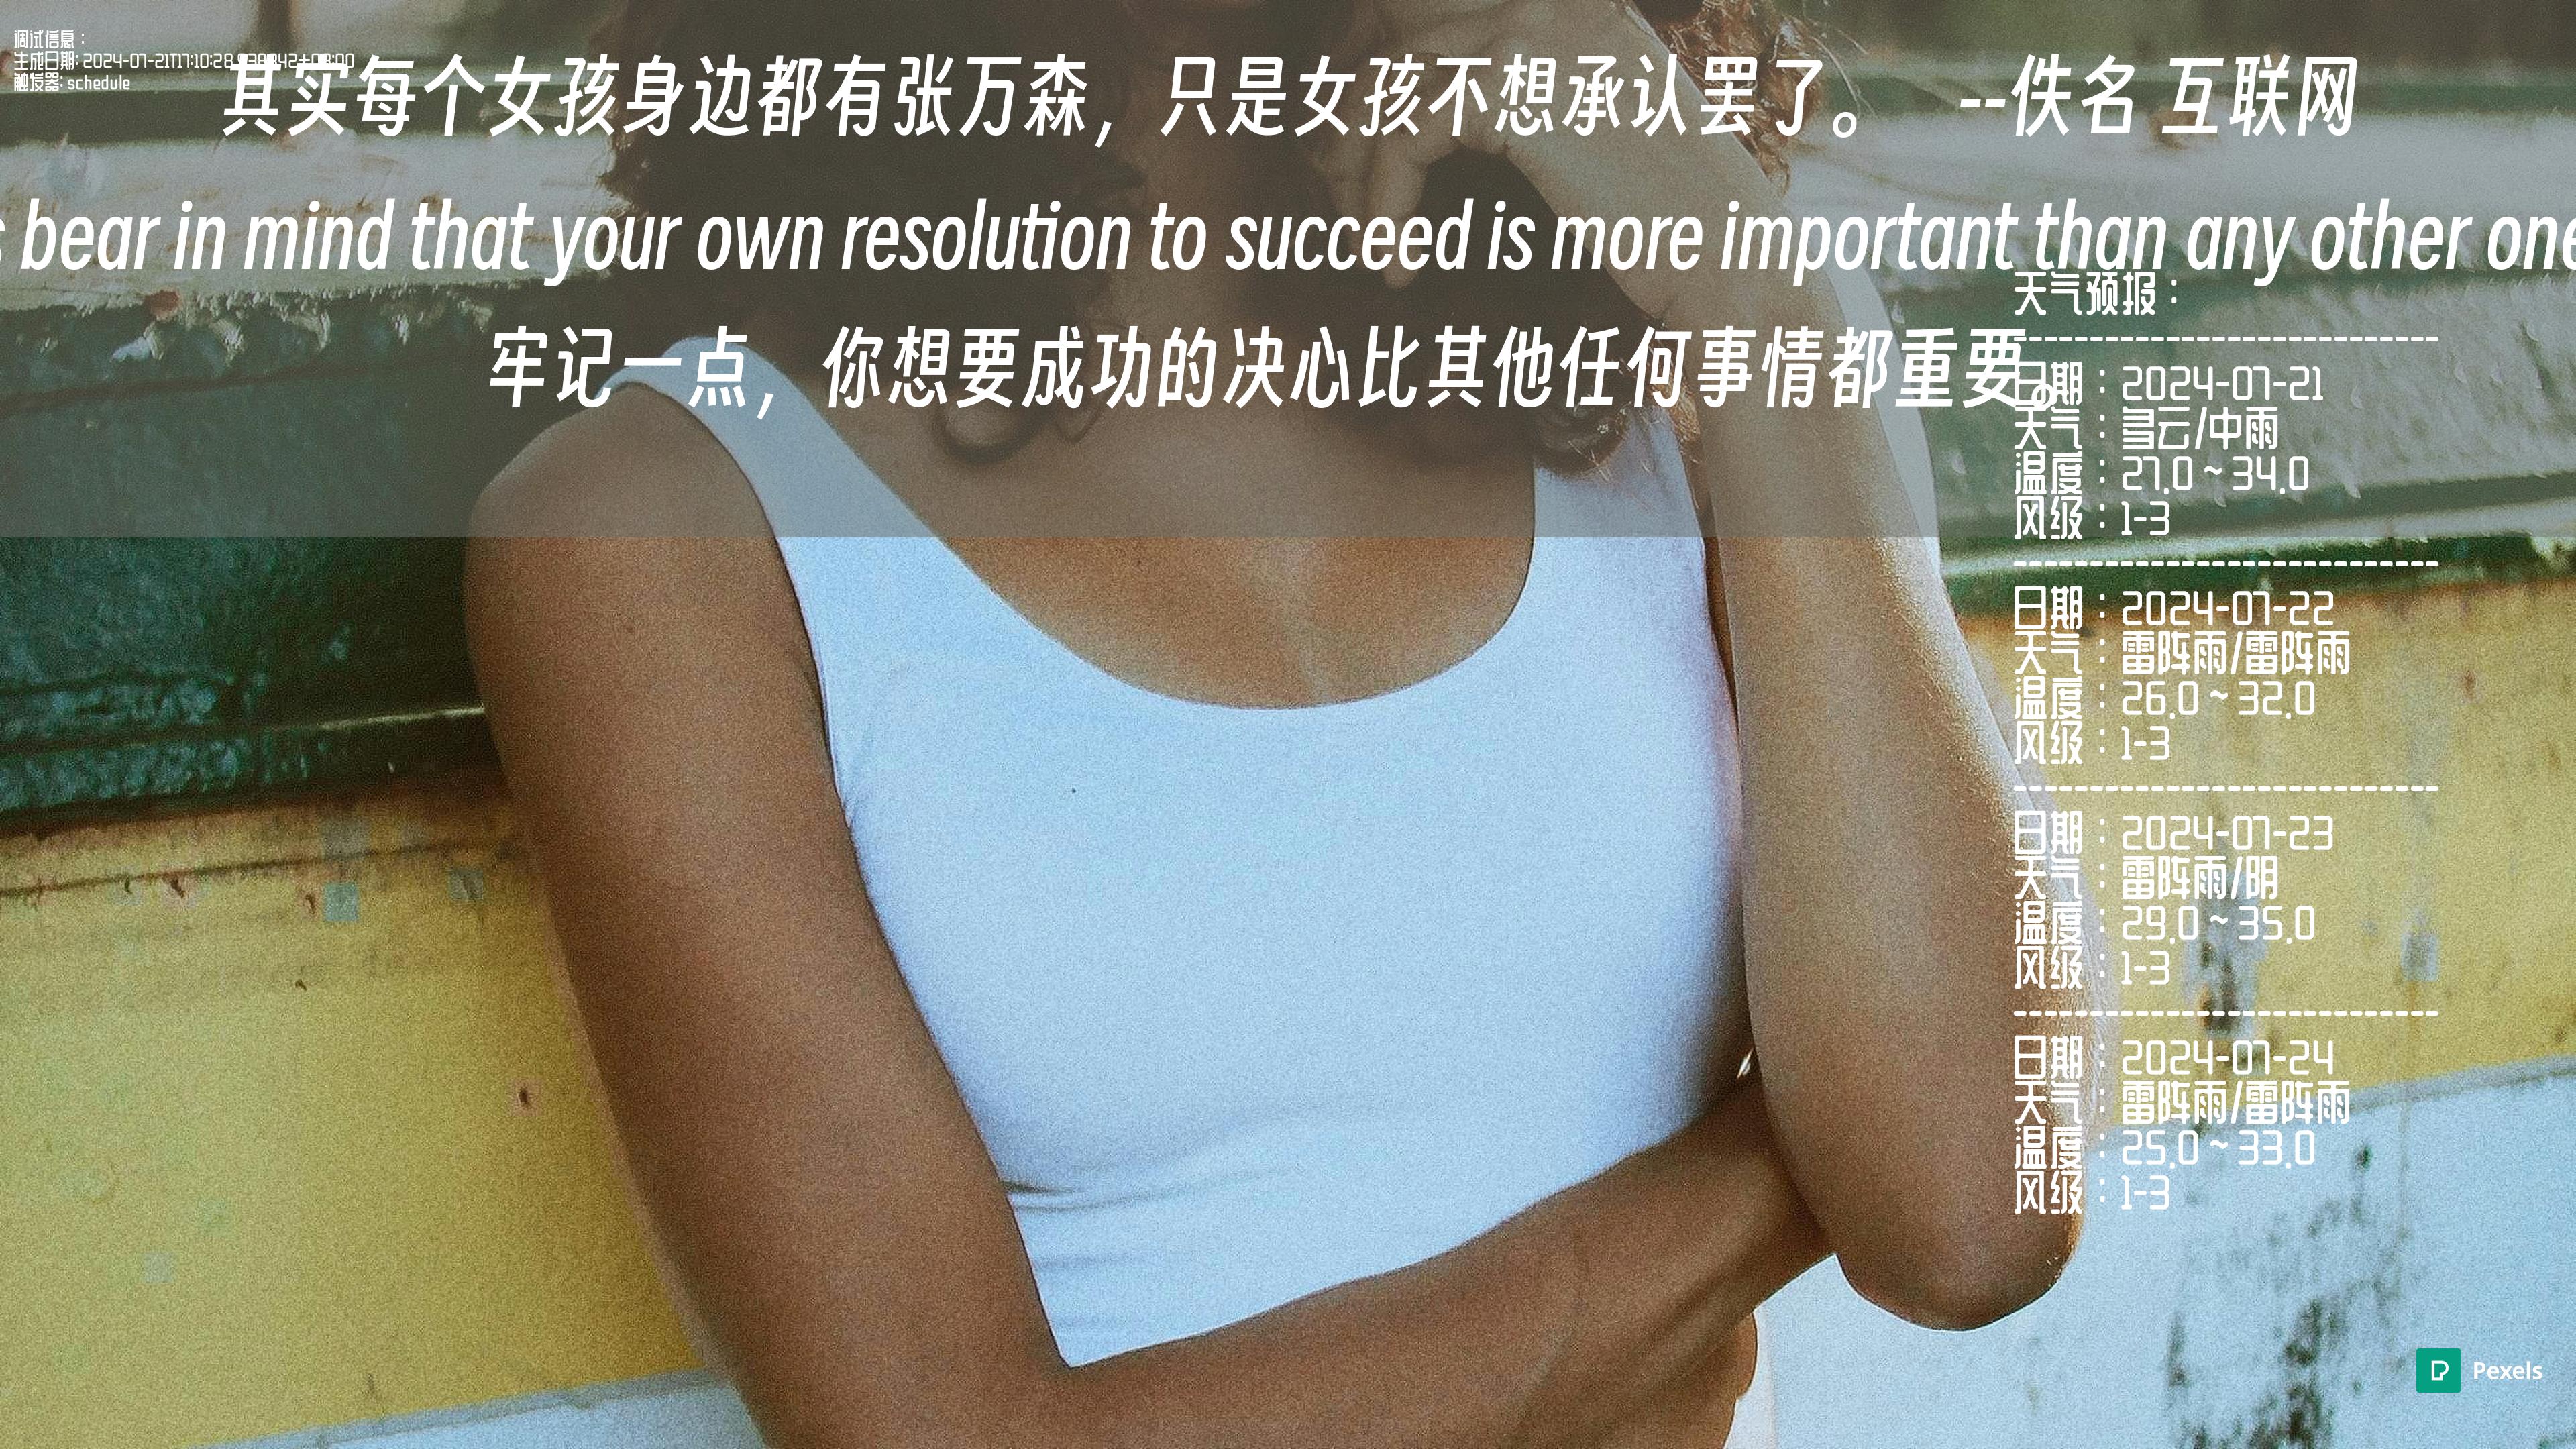 调试信息：
生成日期: 2024-07-21T17:10:28.938942+08:00
触发器: schedule
其实每个女孩身边都有张万森，只是女孩不想承认罢了。 --佚名 互联网
bear in mind that your own resolution to succeed is more important than any other one
牢记一点，你想要成功的决心比其他任何事情都重要。
天气预报：
----------------------------
日期：2024-07-21
天气：多云/中雨
温度：27.0 ~ 34.0
风级：1-3
----------------------------
日期：2024-07-22
天气：雷阵雨/雷阵雨
温度：26.0 ~ 32.0
风级：1-3
----------------------------
日期：2024-07-23
天气：雷阵雨/阴
温度：29.0 ~ 35.0
风级：1-3
----------------------------
日期：2024-07-24
天气：雷阵雨/雷阵雨
温度：25.0 ~ 33.0
风级：1-3
Pexels